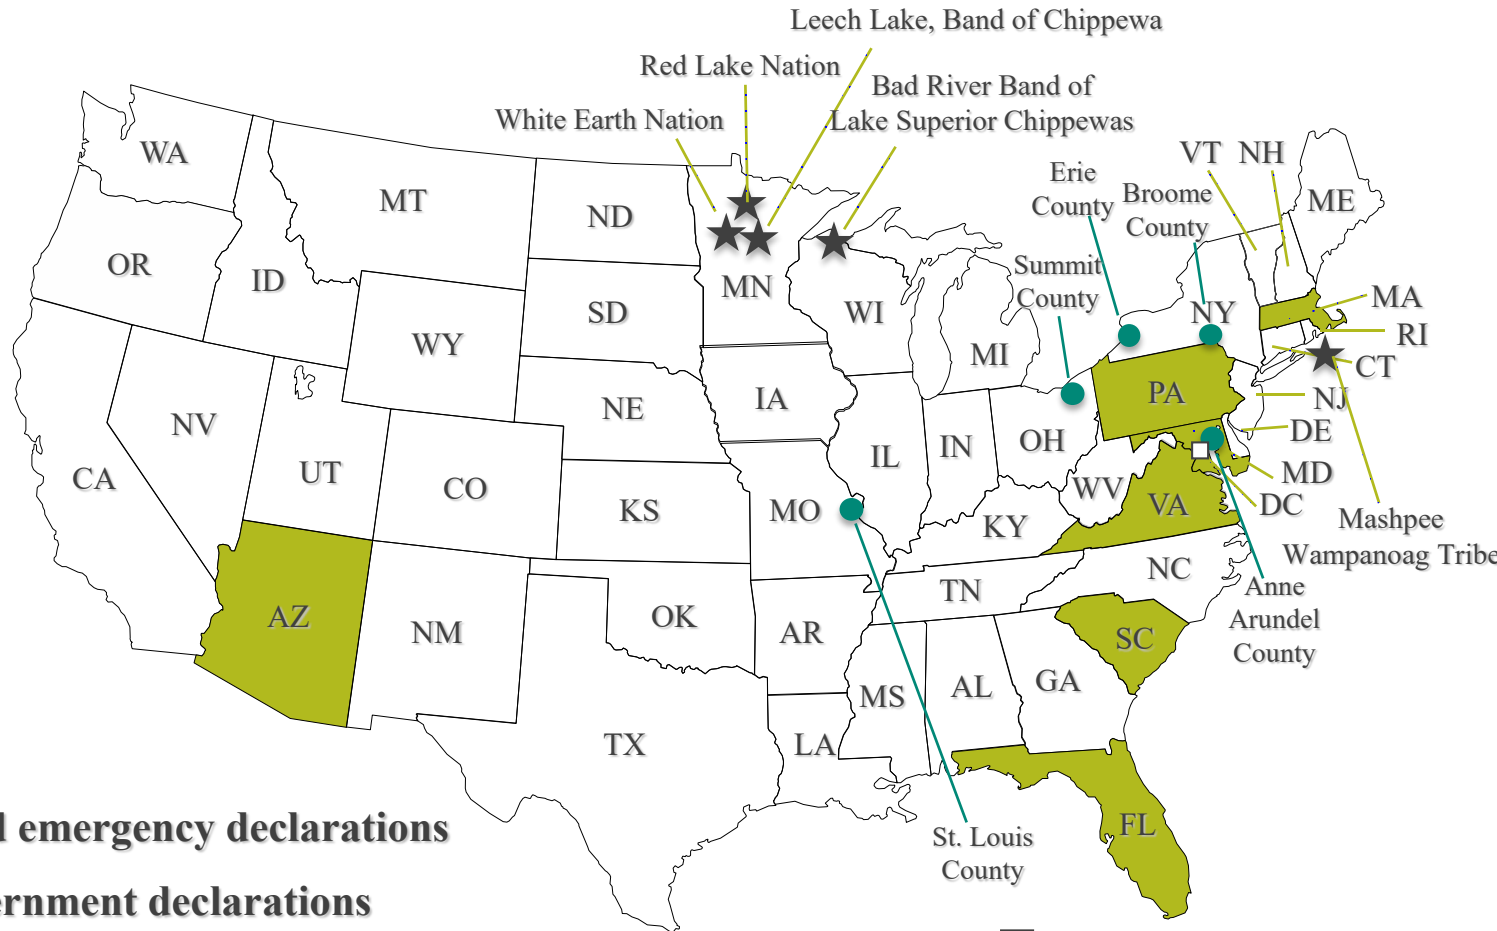 Leech Lake, Band of Chippewa
Red Lake Nation
Bad River Band of
Lake Superior Chippewas
White Earth Nation
VT
NH
WA
Erie
County
Broome
County
ME
MT
ND
OR
ID
Summit
County
MN
MA
SD
WI
NY
RI
WY
MI
CT
PA
NJ
IA
NE
NV
DE
OH
IN
IL
UT
MD
CA
CO
WV
VA
DC
KS
MO
KY
Mashpee
Wampanoag Tribe
NC
TN
Anne
Arundel
County
AZ
OK
NM
AR
SC
GA
AL
MS
TX
LA
FL
emergency declarations
St. Louis
County
declarations